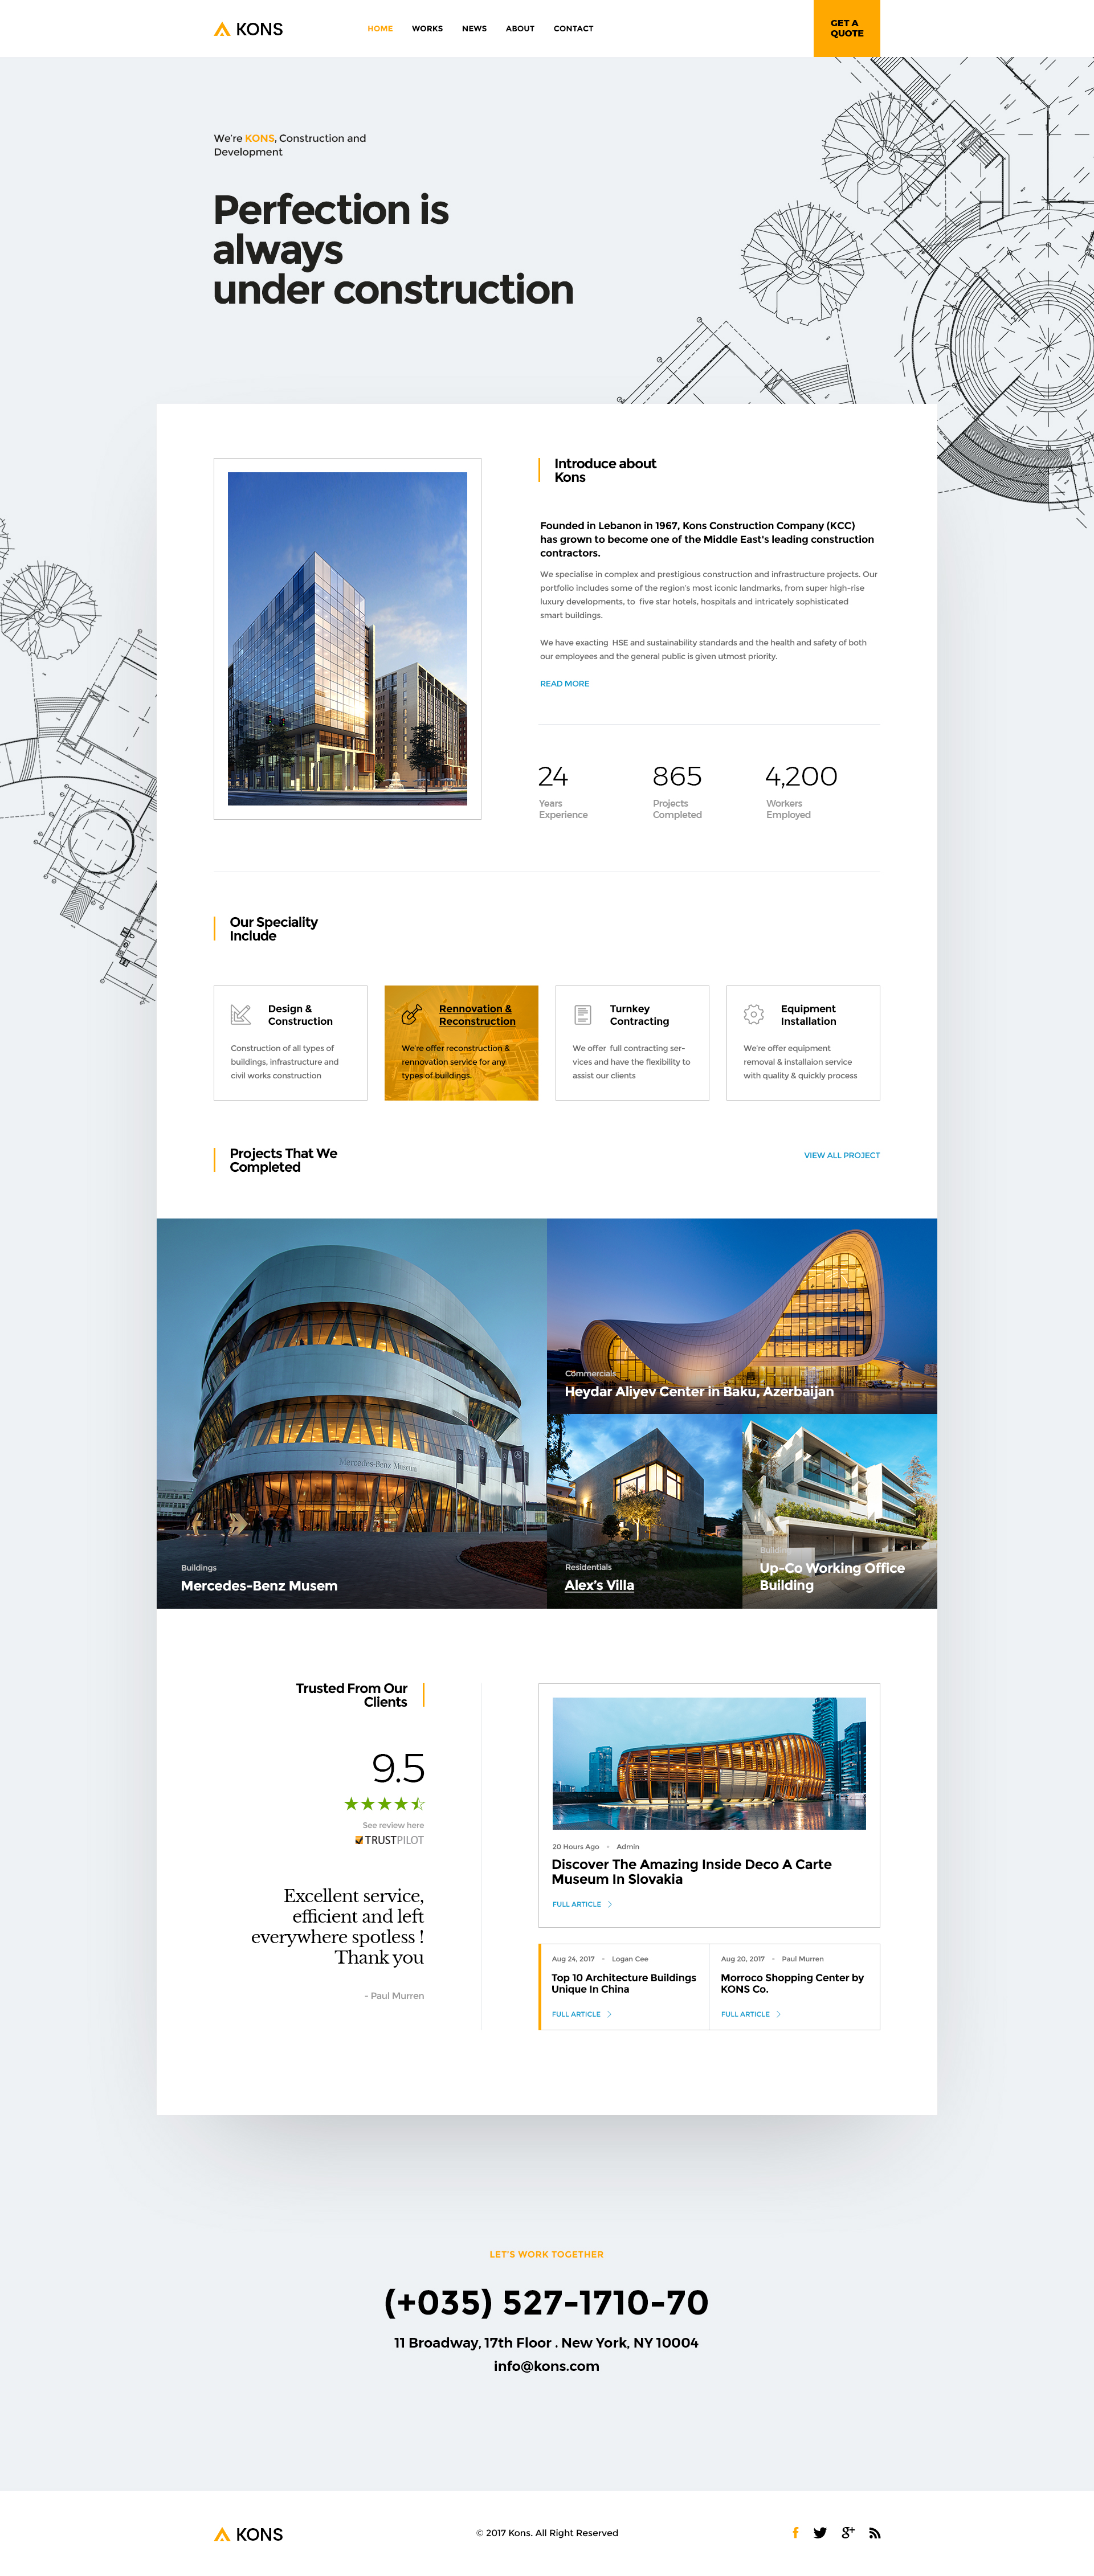 KONS
HOME
WORKS
NEWS
ABOUT
CONTACT
GET A
QUOTE
We're KONS, Construction and
Development
Perfection is
always
under construction
Introduce about
Kons
Founded in Lebanon in 1967, Kons Construction Company (KCC)
has grown to become one of the Middle East's leading construction
contractors.
We specialise in complex and prestigious construction and infrastructure projects. Our
portfolio includes some of the region's most iconic landmarks, from super high-rise
luxury developments, to five star hotels, hospitals and intricately sophisticated
smart buildings.
We have exacting HSE and sustainability standards and the health and safety of both
our employees and the general public is given utmost priority.
READ MORE
24
Years
Experience
865
Projects
Completed
4,200
Workers
Employed
Our Speciality
Include
Design &
Construction
Construction of all types of
buildings, infrastructure and
civil works construction
Rennovation &
Reconstruction
We're offer reconstruction &
rennovation service for any
types of buildings.
Turnkey
Contracting
We offer full contracting ser-
vices and have the flexibility to
assist our clients
Equipment
Installation
We're offer equipment
removal & installaion service
with quality & quickly process
Projects That We
Completed
VIEW ALL PROJECT
Mercedes-Benz Museum
Buildings
Mercedes-Benz Musem
Commercials
Heydar Aliyev Center in Baku, Azerbaijan
Residentials
Alex's Villa
Up-Co Working Office
Building
Trusted From Our
Clients
9.5
See review here
TRUSTPILOT
Excellent service,
efficient and left
everywhere spotless !
Thank you
- Paul Murren
20 Hours Ago
Admin
Discover The Amazing Inside Deco A Carte
Museum In Slovakia
FULL ARTICLE
Aug 24, 2017
Logan Cee
Top 10 Architecture Buildings
Unique In China
FULL ARTICLE
Aug 20, 2017
Paul Murren
Morroco Shopping Center by
KONS Co.
FULL ARTICLE
LET'S WORK TOGETHER
(+035) 527-1710-70
11 Broadway, 17th Floor . New York, NY 10004
info@kons.com
KONS
© 2017 Kons. All Right Reserved